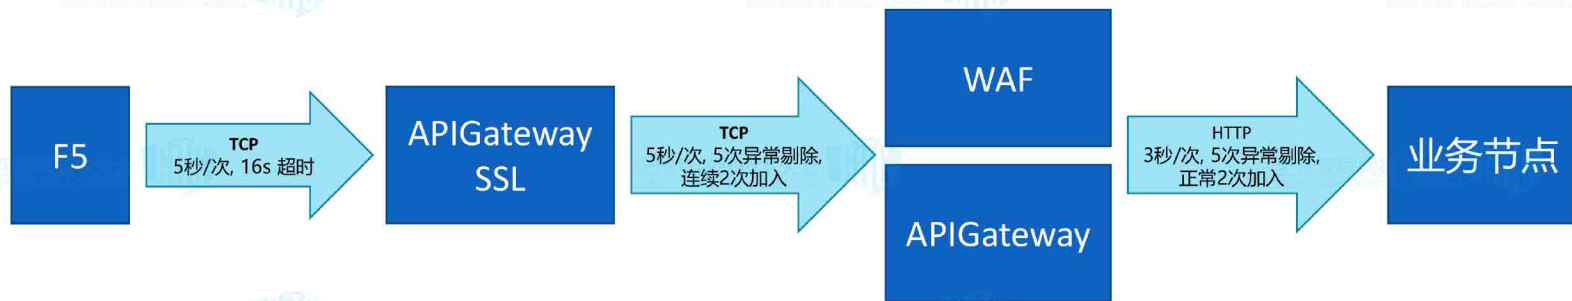 F5
TCP
5秒/次, 16s 超时
APIGateway
SSL
TCP
5秒/次, 5次异常剔除,
连续2次加入
WAF
APIGateway
HTTP
3秒/次, 5次异常剔除,
正常2次加入
业务节点